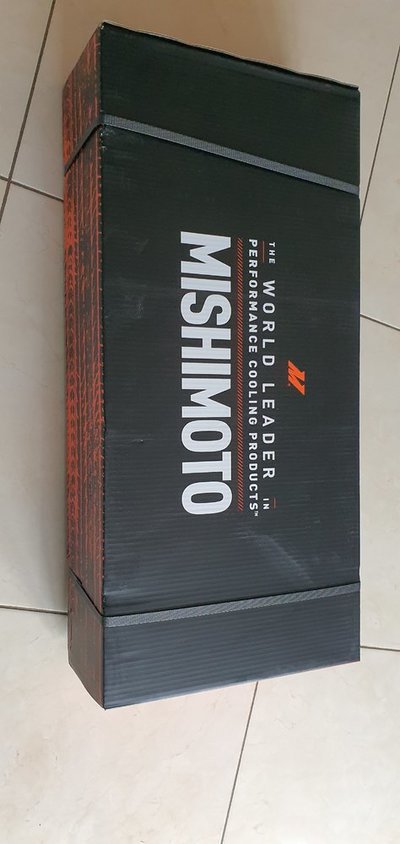 THE WORLD LEADER IN
PERFORMANCE COOLING PRODUCTS™
MISHIMOTO